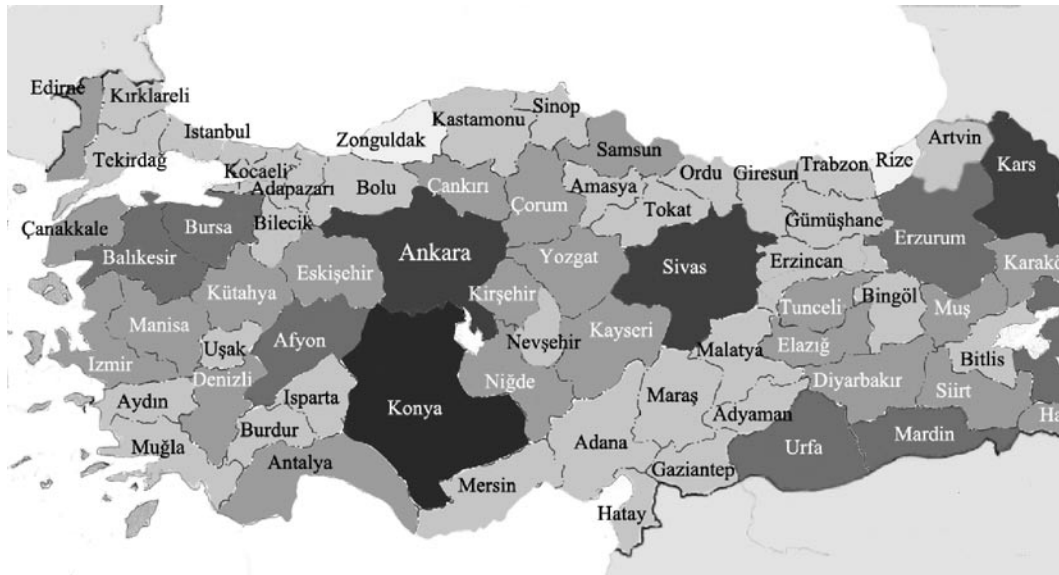 Edirne
Kırklareli
Tekirdağ
Istanbul
Kocaeli
Adapazarı
Zonguldak
Bolu
Kastamonu
Sinop
Samsun
Çankırı
Çorum
Amasya
Tokat
Ordu
Giresun
Trabzon
Rize
Artvin
Kars
Gümüşhane
Erzurum
Erzincan
Çanakkale
Balıkesir
Bursa
Bilecik
Kütahya
Eskişehir
Ankara
Kirşehir
Yozgat
Sivas
Tunceli
Bingöl
Muş
Karakö
Manisa
Izmir
Uşak
Afyon
Nevşehir
Kayseri
Malatya
Elazığ
Bitlis
Denizli
Aydın
Isparta
Konya
Niğde
Maraş
Adyaman
Diyarbakır
Siirt
Ha
Muğla
Burdur
Antalya
Mersin
Adana
Gaziantep
Urfa
Mardin
Hatay